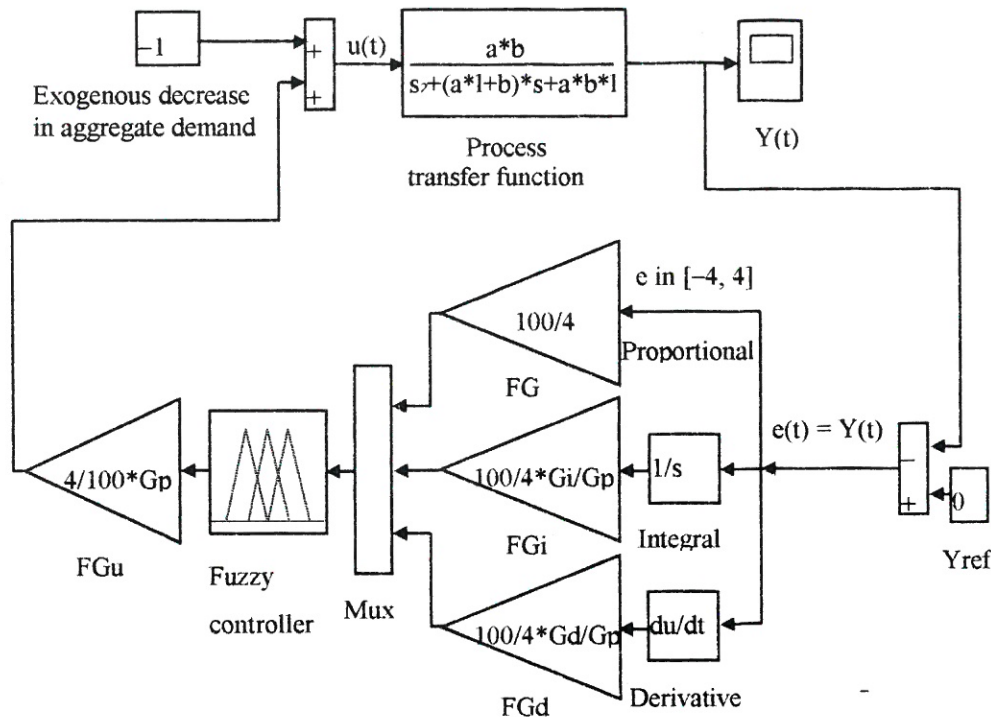 −1
+
+
u(t)
a*b
s²+(a*l+b)*s+a*b*l
Exogenous decrease
in aggregate demand
Process
transfer function
Y(t)
e in [−4, 4]
100/4
Proportional
FG
e(t) = Y(t)
−
+
0
Yref
4/100*Gp
FGu
Fuzzy
controller
Mux
100/4*Gi/Gp
FGi
1/s
Integral
100/4*Gd/Gp
FGd
du/dt
Derivative